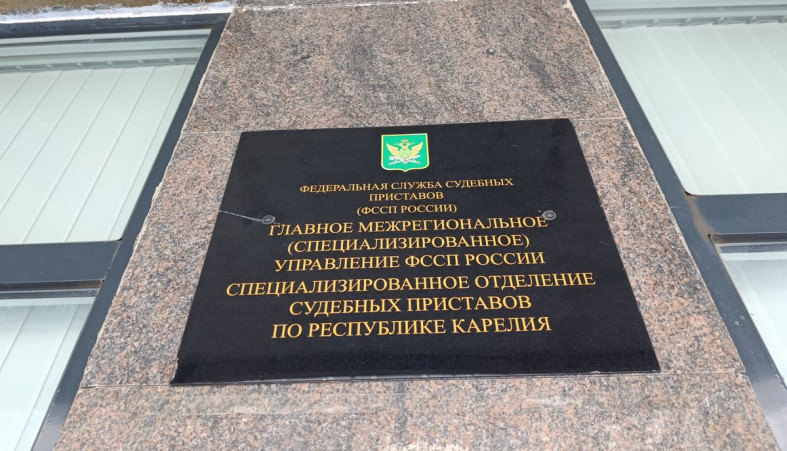 ФЕДЕРАЛЬНАЯ СЛУЖБА СУДЕБНЫХ
ПРИСТАВОВ
(ФССП РОССИИ)
ГЛАВНОЕ МЕЖРЕГИОНАЛЬНОЕ
(СПЕЦИАЛИЗИРОВАННОЕ)
УПРАВЛЕНИЕ ФССП РОССИИ
СПЕЦИАЛИЗИРОВАННОЕ ОТДЕЛЕНИЕ
СУДЕБНЫХ ПРИСТАВОВ
ПО РЕСПУБЛИКЕ КАРЕЛИЯ